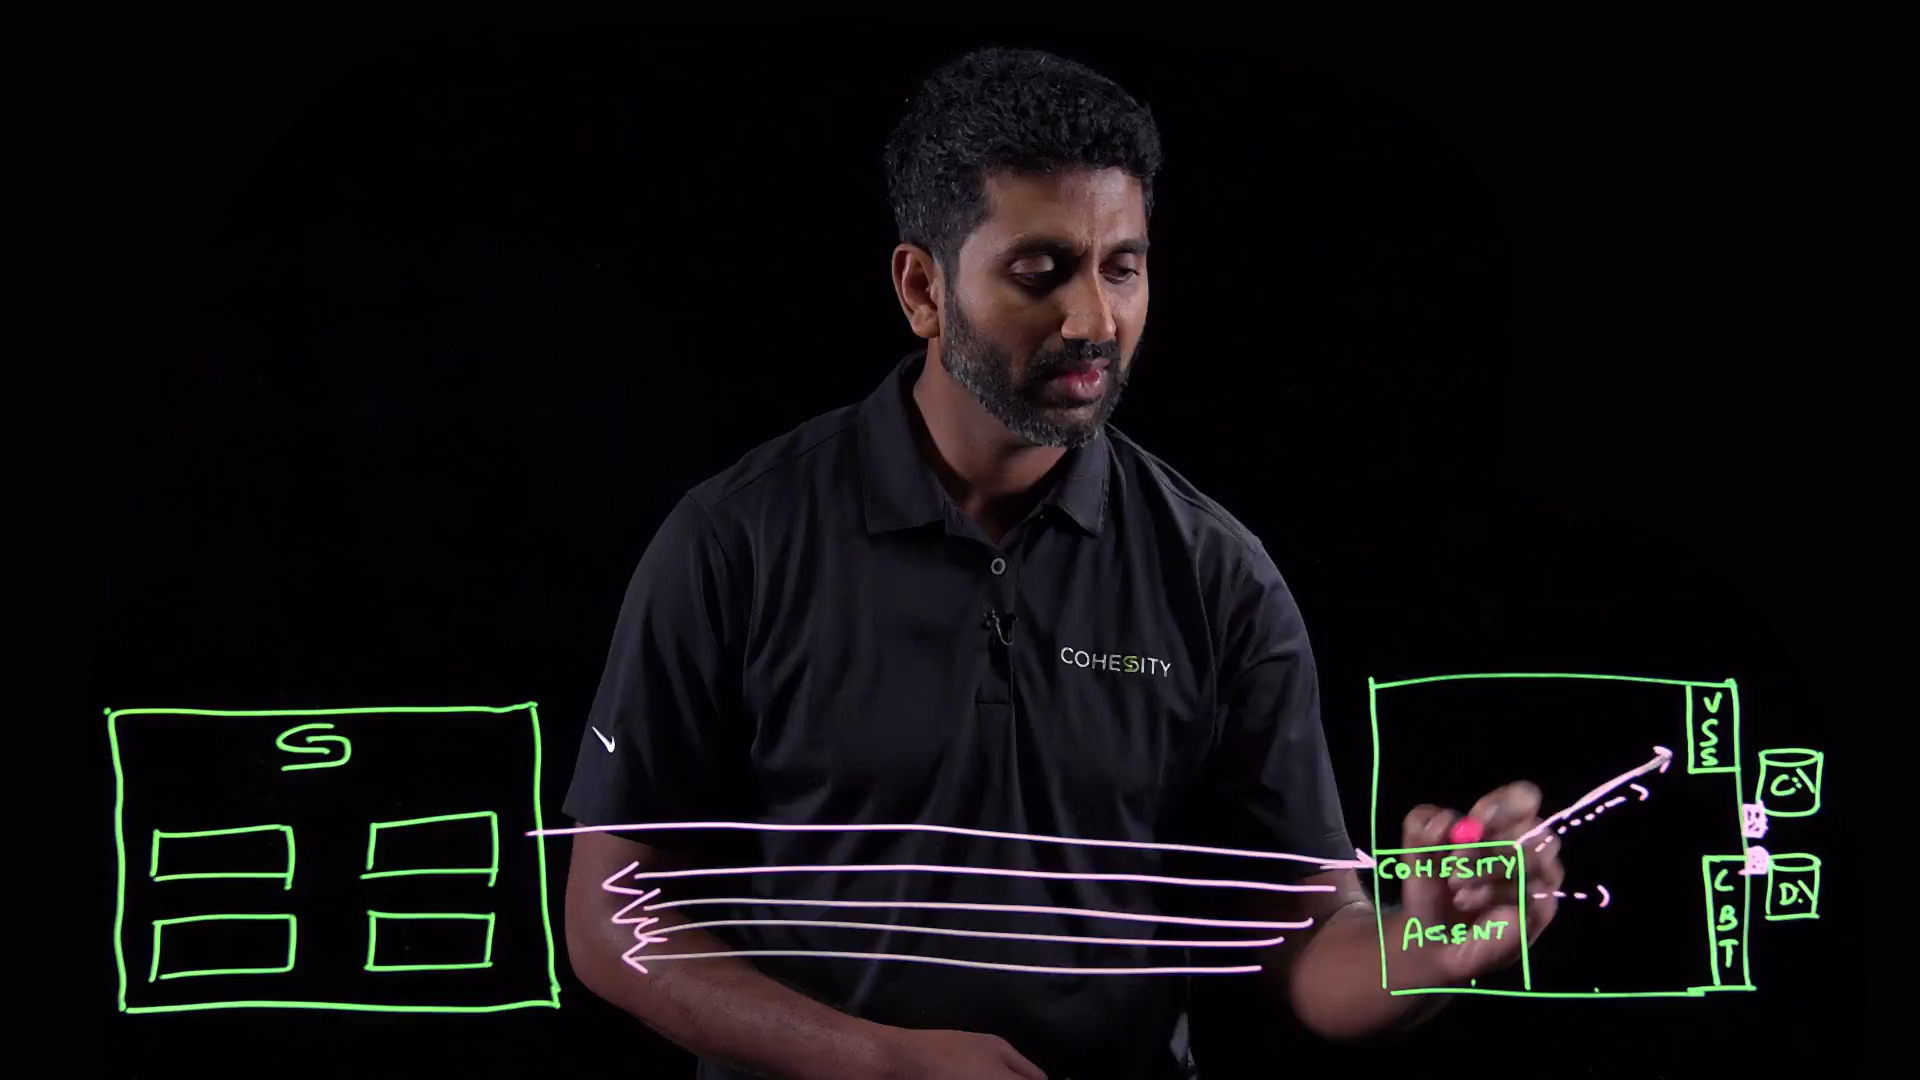 COHESITY
S
VSS
C:\
COHESITY
AGENT
CBT
D:\